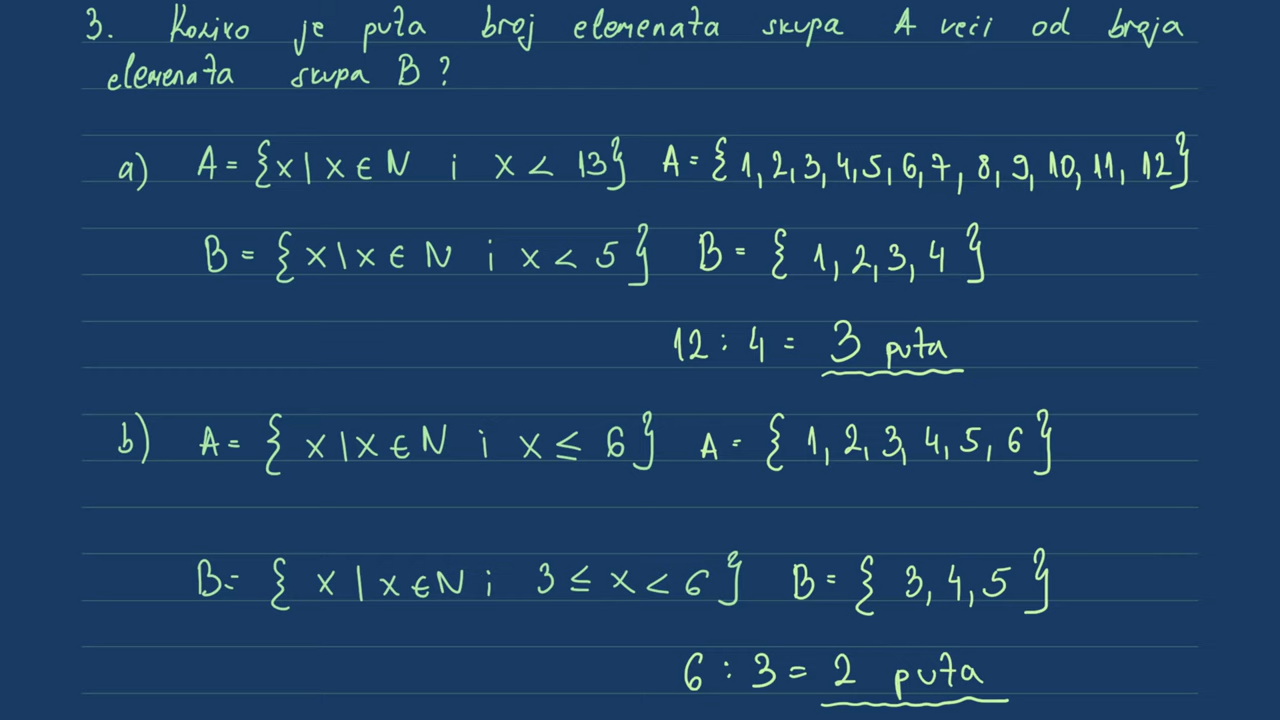 3. Koliko je puta broj elemenata skupa A veći od broja
elemenata skupa B?
a) A = {x | x ∈ N i x < 13} A = {1, 2, 3, 4, 5, 6, 7, 8, 9, 10, 11, 12}
B = {x | x ∈ N i x < 5} B = {1, 2, 3, 4}
12 : 4 = 3 puta
b) A = {x | x ∈ N i x ≤ 6} A = {1, 2, 3, 4, 5, 6}
B = {x | x ∈ N i 3 ≤ x < 6} B = {3, 4, 5}
6 : 3 = 2 puta